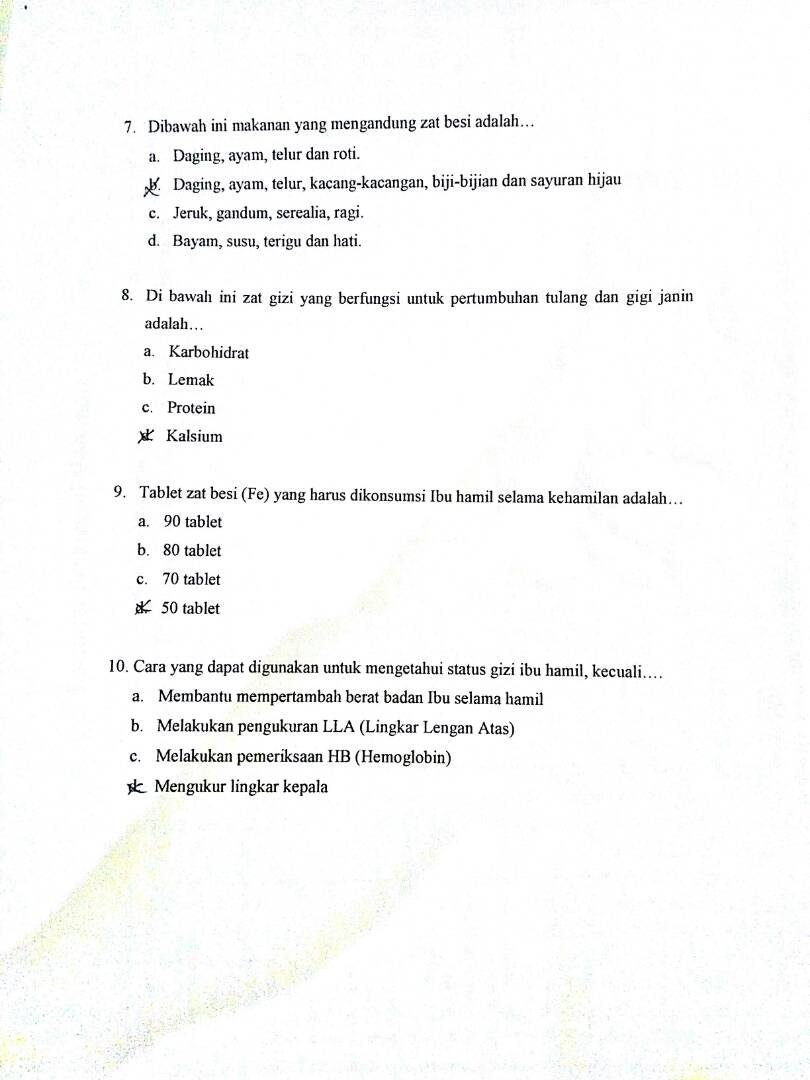 7. Dibawah ini makanan yang mengandung zat besi adalah…
a. Daging, ayam, telur dan roti.
b. Daging, ayam, telur, kacang-kacangan, biji-bijian dan sayuran hijau
c. Jeruk, gandum, serealia, ragi.
d. Bayam, susu, terigu dan hati.
8. Di bawah ini zat gizi yang berfungsi untuk pertumbuhan tulang dan gigi janin
adalah…
a. Karbohidrat
b. Lemak
c. Protein
d. Kalsium
9. Tablet zat besi (Fe) yang harus dikonsumsi Ibu hamil selama kehamilan adalah…
a. 90 tablet
b. 80 tablet
c. 70 tablet
d. 50 tablet
10. Cara yang dapat digunakan untuk mengetahui status gizi ibu hamil, kecuali….
a. Membantu mempertambah berat badan Ibu selama hamil
b. Melakukan pengukuran LLA (Lingkar Lengan Atas)
c. Melakukan pemeriksaan HB (Hemoglobin)
d. Mengukur lingkar kepala